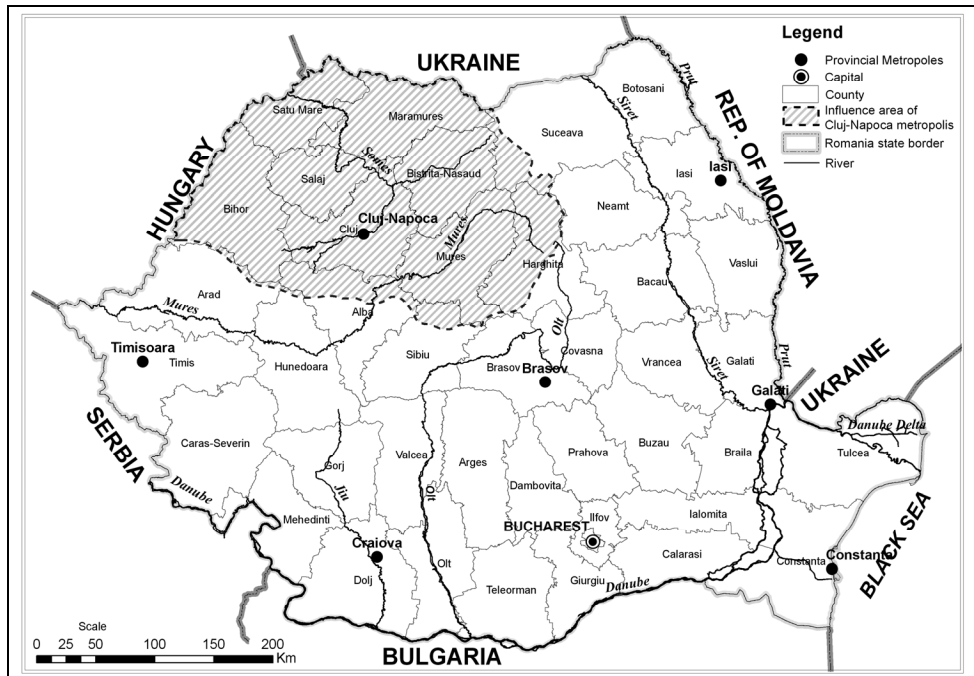 UKRAINE
Legend
Provincial Metropoles
Capital
County
Influence area of
Cluj-Napoca metropolis
Romania state border
River
HUNGARY
REP. OF MOLDAVIA
Satu Mare
Maramures
Suceava
Botosani
Siret
Prut
Somes
Salaj
Bistrita-Nasaud
Iasi
Iasi
Bihor
Cluj-Napoca
Cluj
Mures
Mures
Neamt
Harghita
Vaslui
Bacau
Arad
Mures
Alba
Olt
Timisoara
Timis
Hunedoara
Sibiu
Brasov
Brasov
Covasna
Vrancea
Galati
Siret
Prut
Galati
UKRAINE
SERBIA
Caras-Severin
Danube
Gorj
Jiu
Valcea
Olt
Arges
Prahova
Dambovita
Buzau
Braila
Danube Delta
Tulcea
Mehedinti
Craiova
Dolj
Olt
BUCHAREST
Ilfov
Ialomita
Calarasi
Giurgiu
Teleorman
Danube
Constanta
Constanta
BLACK SEA
BULGARIA
Scale
0 25 50 100 150 200
Km